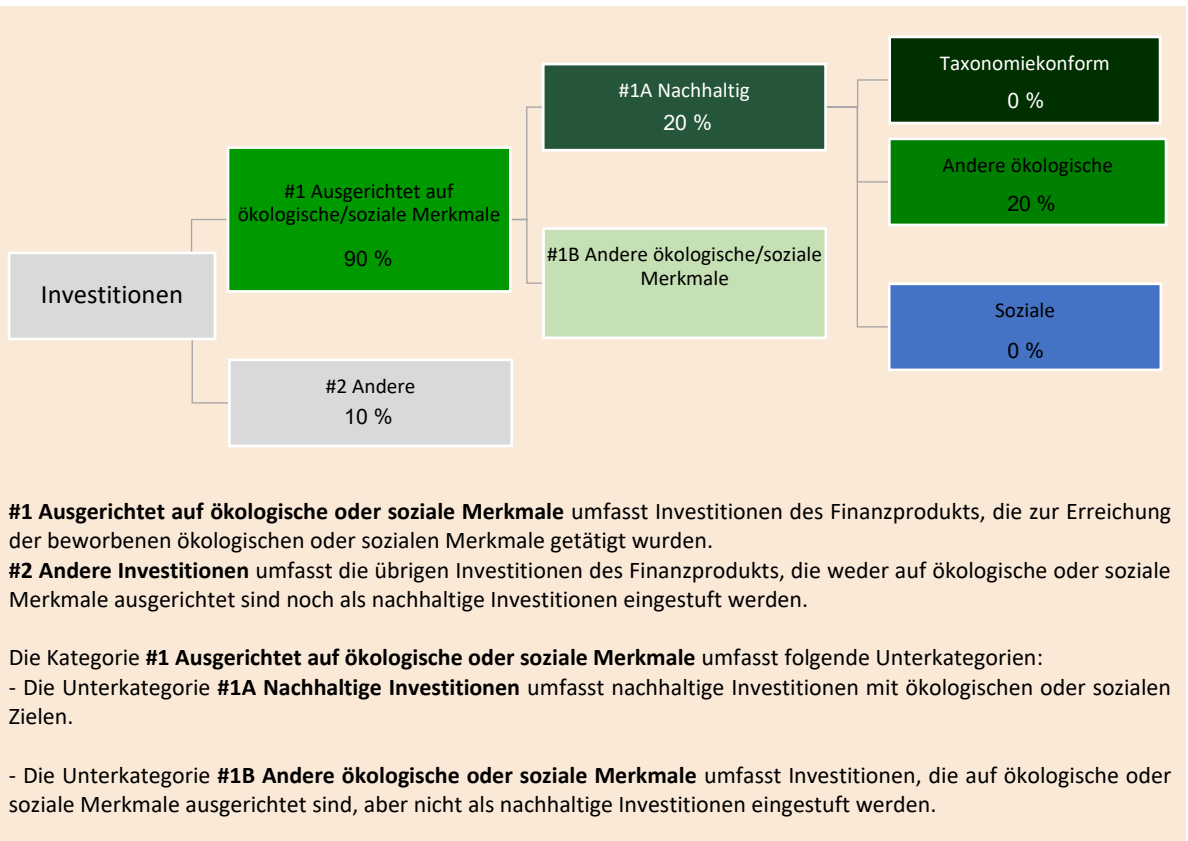 Investitionen
#1 Ausgerichtet auf
ökologische/soziale Merkmale
90 %
#2 Andere
10 %
#1A Nachhaltig
20 %
#1B Andere ökologische/soziale
Merkmale
Taxonomiekonform
0 %
Andere ökologische
20 %
Soziale
0 %
#1 Ausgerichtet auf ökologische oder soziale Merkmale umfasst Investitionen des Finanzprodukts, die zur Erreichung
der beworbenen ökologischen oder sozialen Merkmale getätigt wurden.
#2 Andere Investitionen umfasst die übrigen Investitionen des Finanzprodukts, die weder auf ökologische oder soziale
Merkmale ausgerichtet sind noch als nachhaltige Investitionen eingestuft werden.
Die Kategorie #1 Ausgerichtet auf ökologische oder soziale Merkmale umfasst folgende Unterkategorien:
- Die Unterkategorie #1A Nachhaltige Investitionen umfasst nachhaltige Investitionen mit ökologischen oder sozialen
Zielen.
- Die Unterkategorie #1B Andere ökologische oder soziale Merkmale umfasst Investitionen, die auf ökologische oder
soziale Merkmale ausgerichtet sind, aber nicht als nachhaltige Investitionen eingestuft werden.